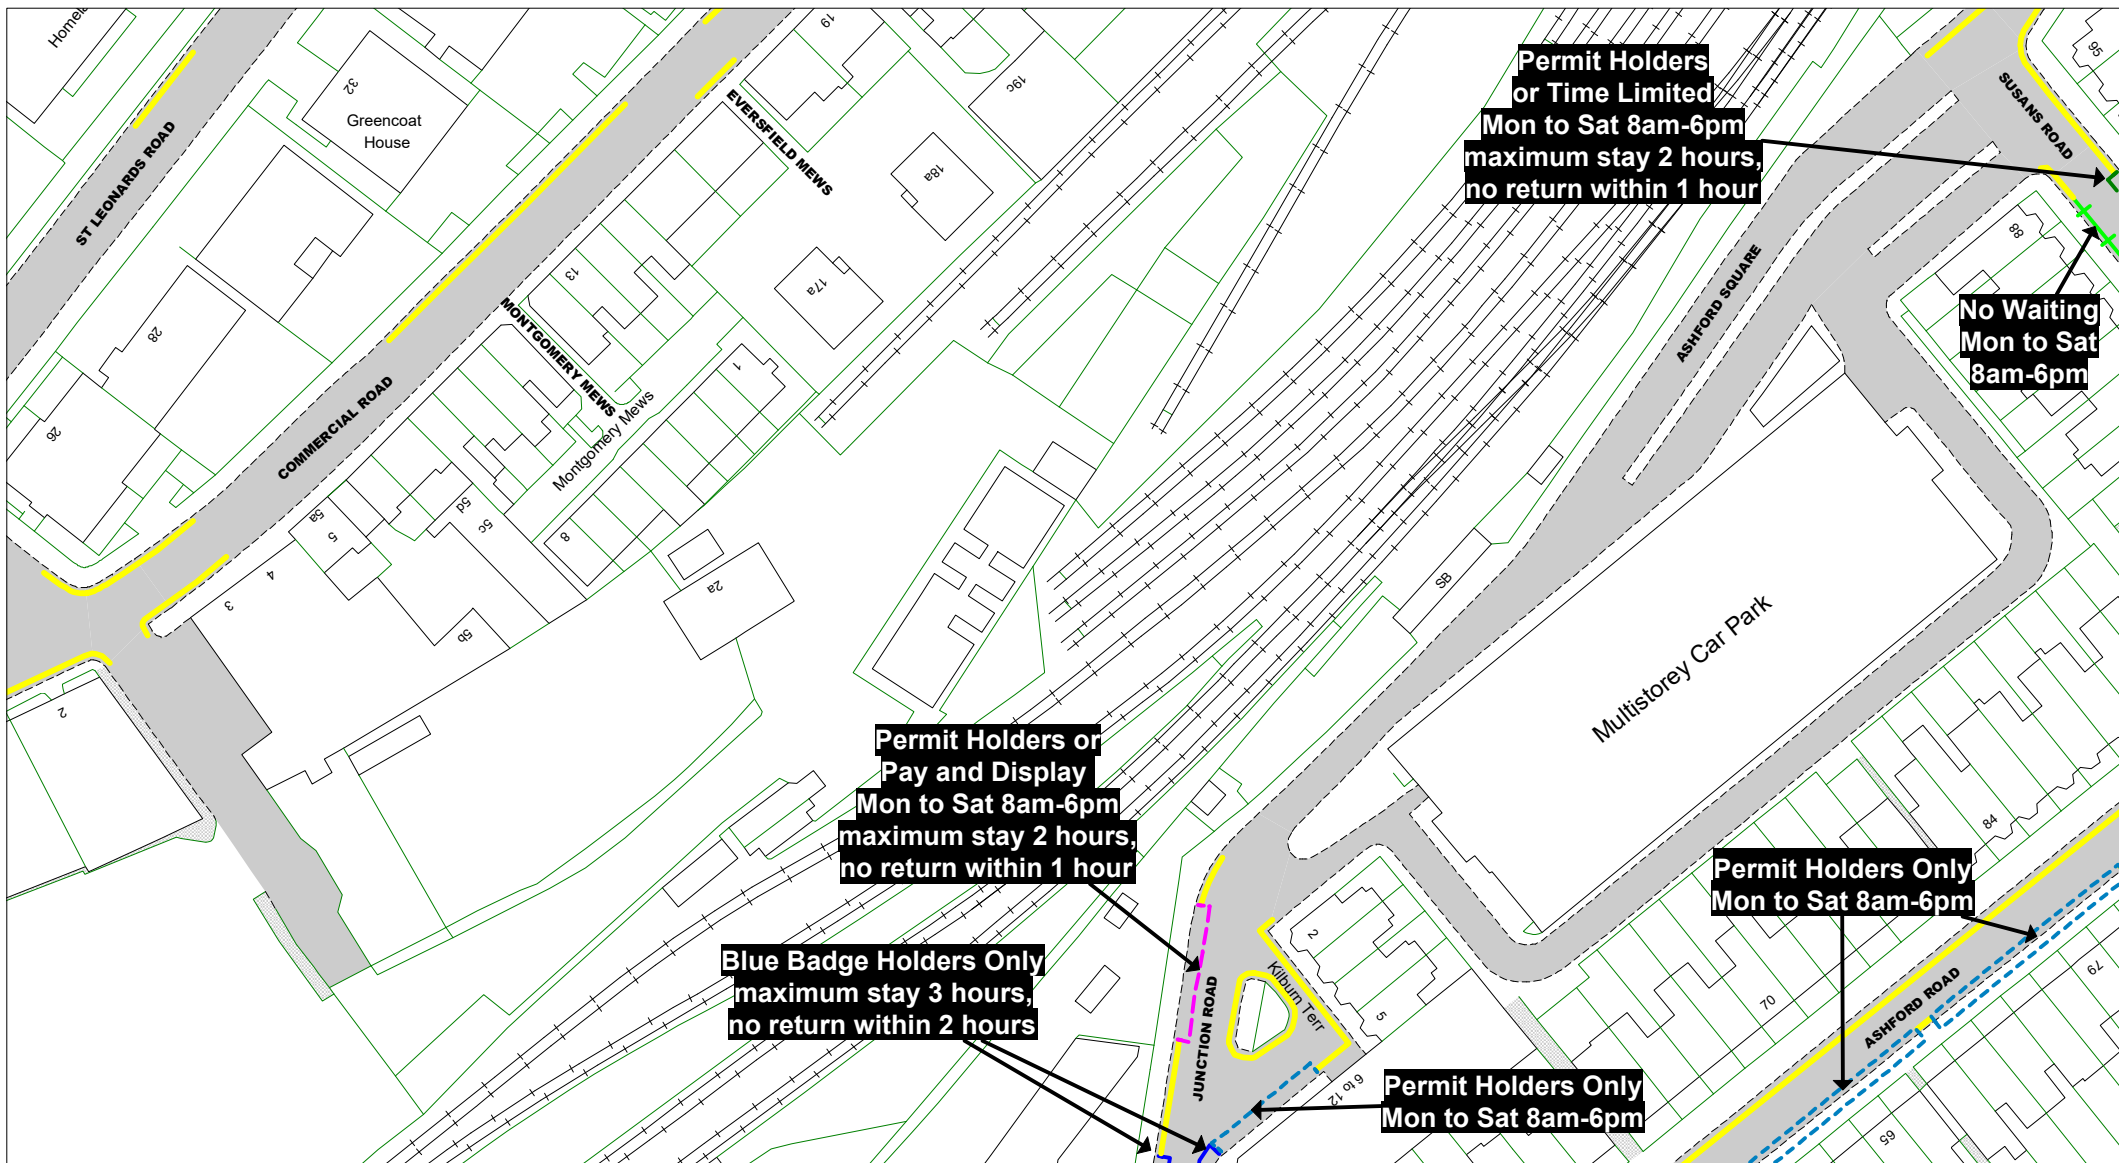 Homela
32
Greencoat
House
ST LEONARDS ROAD
28
26
COMMERCIAL ROAD
19
EVERSFIELD MEWS
19c
18a
17a
13
MONTGOMERY MEWS
Montgomery Mews
1
8
5a
5
5d
5c
4
3
5b
2a
2
Permit Holders
or Time Limited
Mon to Sat 8am-6pm
maximum stay 2 hours,
no return within 1 hour
95
SUSANS ROAD
88
No Waiting
Mon to Sat
8am-6pm
ASHFORD SQUARE
SB
Multistorey Car Park
Permit Holders or
Pay and Display
Mon to Sat 8am-6pm
maximum stay 2 hours,
no return within 1 hour
Blue Badge Holders Only
maximum stay 3 hours,
no return within 2 hours
JUNCTION ROAD
Kilburn Terr
2
5
6 to 12
Permit Holders Only
Mon to Sat 8am-6pm
84
Permit Holders Only
Mon to Sat 8am-6pm
70
ASHFORD ROAD
79
65